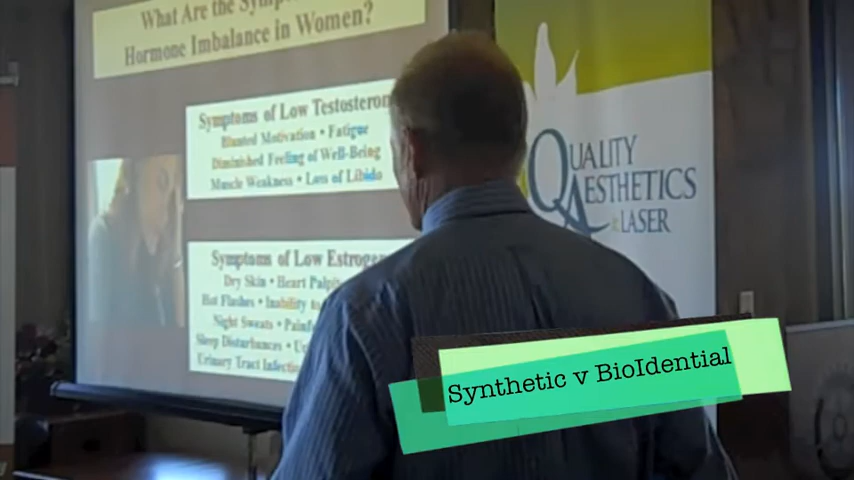 What Are the Symp
Hormone Imbalance in Women?
Symptoms of Low Testosteron
Blunted Motivation • Fatigue
Diminished Feeling of Well-Being
Muscle Weakness • Loss of Libido
Symptoms of Low Estroge
Dry Skin • Heart Palpi
Hot Flashes • Inability to
Night Sweats • Painf
Sleep Disturbances • U
Urinary Tract Infectio
QUALITY
AESTHETICS
& LASER
Synthetic v BioIdential